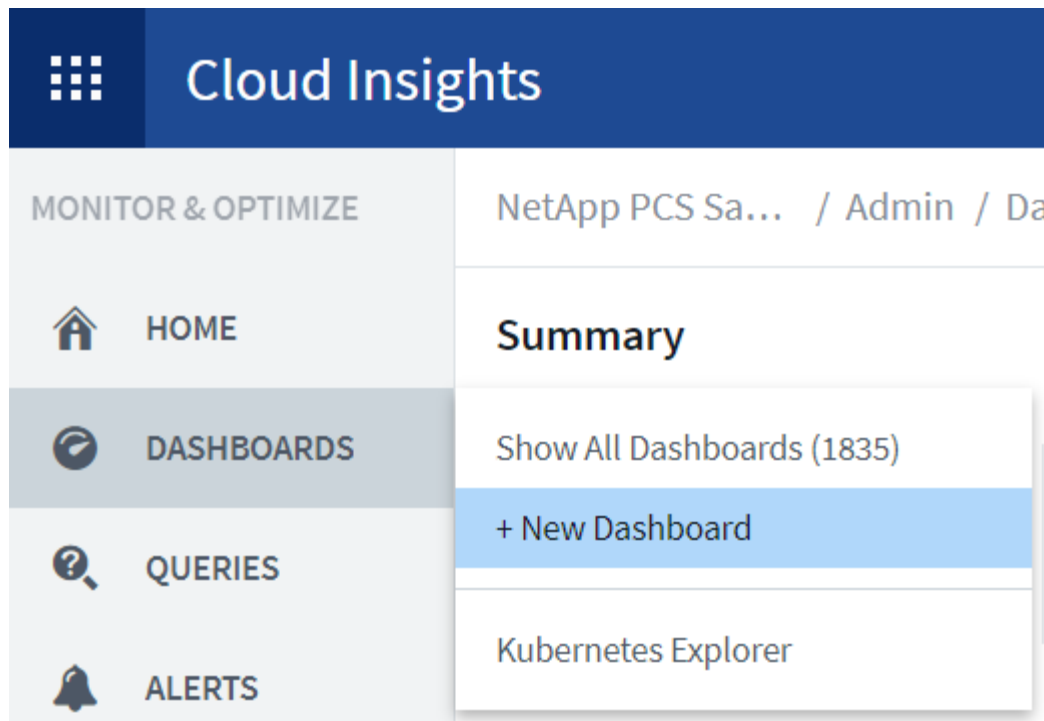 Cloud Insights
MONITOR & OPTIMIZE
NetApp PCS Sa... / Admin / Da
HOME
Summary
DASHBOARDS
Show All Dashboards (1835)
+ New Dashboard
QUERIES
Kubernetes Explorer
ALERTS